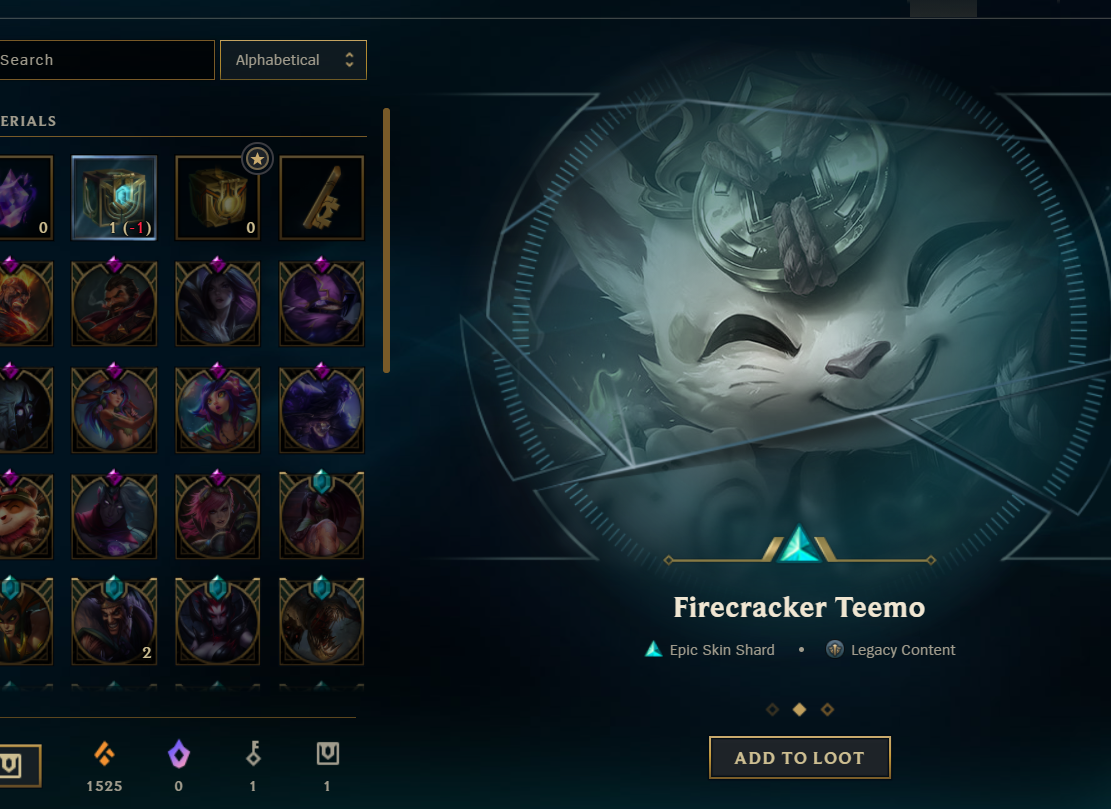 Search
Alphabetical
ERIALS
0
1 (-1)
0
2
Firecracker Teemo
Epic Skin Shard • Legacy Content
ADD TO LOOT
1525
0
1
1